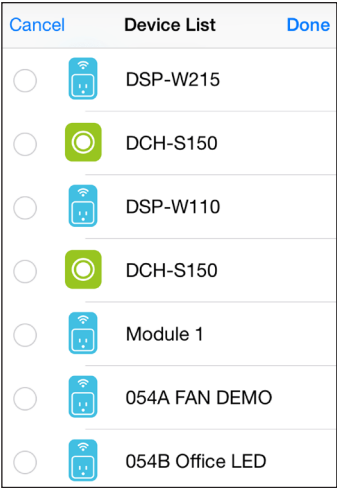 Cancel Device List Done
DSP-W215
DCH-S150
DSP-W110
DCH-S150
Module 1
054A FAN DEMO
054B Office LED